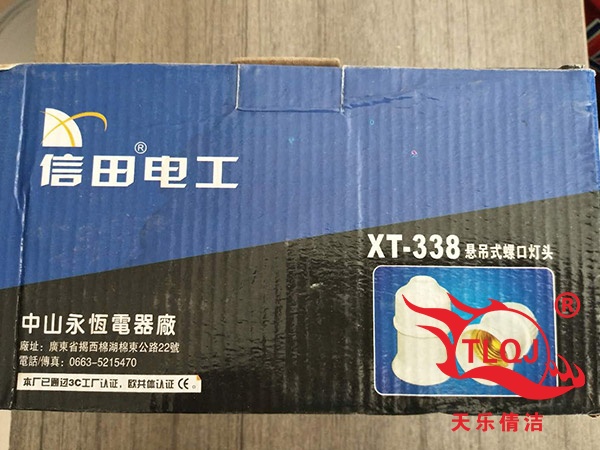 信田电工®
XT-338 悬吊式螺口灯头
中山永恆電器廠
廠址: 廣東省揭西棉湖棉東公路22號
電話/傳真: 0663-5215470
本厂已通过3C工厂认证，欧共体认证CE。
TLQJ®
天乐倩洁